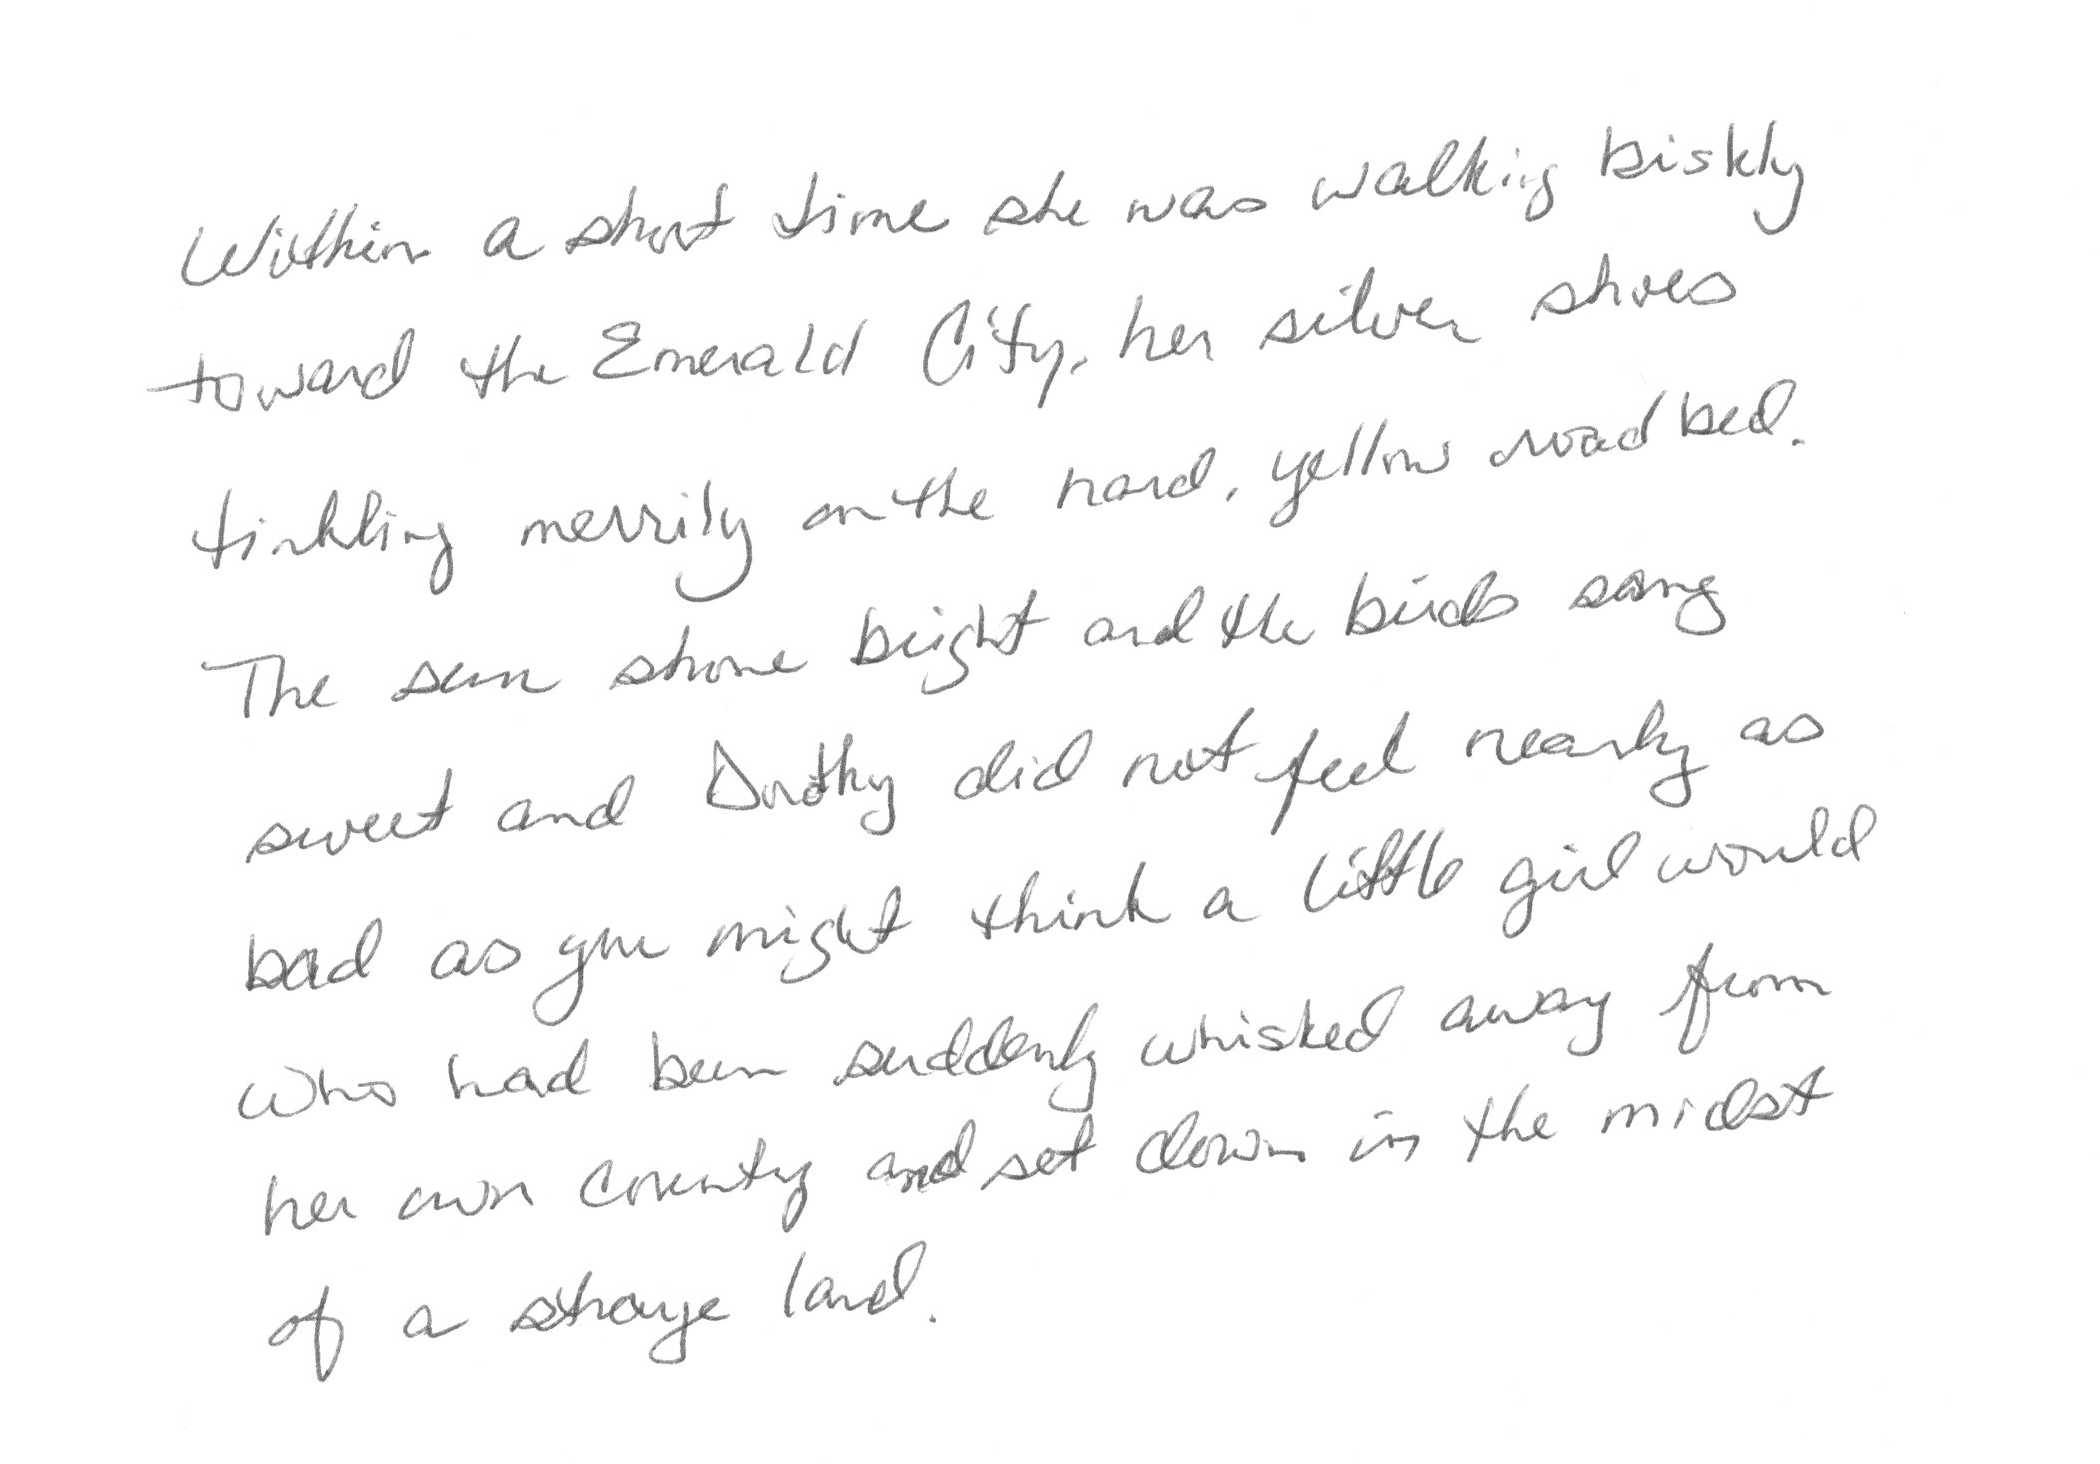 Within a short time she was walking briskly
toward the Emerald City, her silver shoes
tinkling merrily on the hard, yellow roadbed.
The sun shone bright and the birds sang
sweet and Dorothy did not feel nearly as
bad as you might think a little girl would
who had been suddenly whisked away from
her own country and set down in the midst
of a strange land.